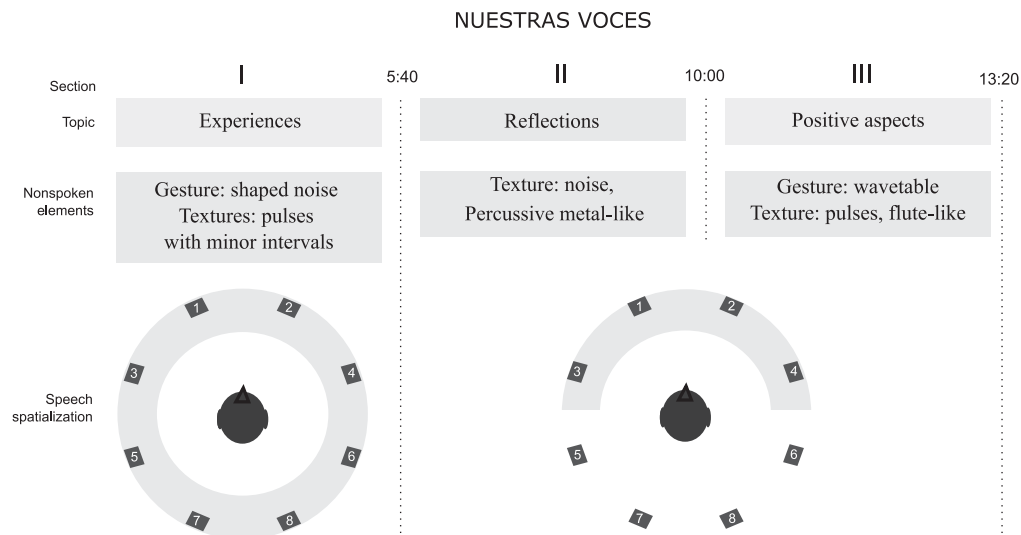 NUESTRAS VOCES
Section
I
5:40
II
10:00
III
13:20
Topic
Experiences
Reflections
Positive aspects
Nonspoken
elements
Gesture: shaped noise
Textures: pulses
with minor intervals
Texture: noise,
Percussive metal-like
Gesture: wavetable
Texture: pulses, flute-like
Speech
spatialization
1
2
3
4
5
6
7
8
1
2
3
4
5
6
7
8